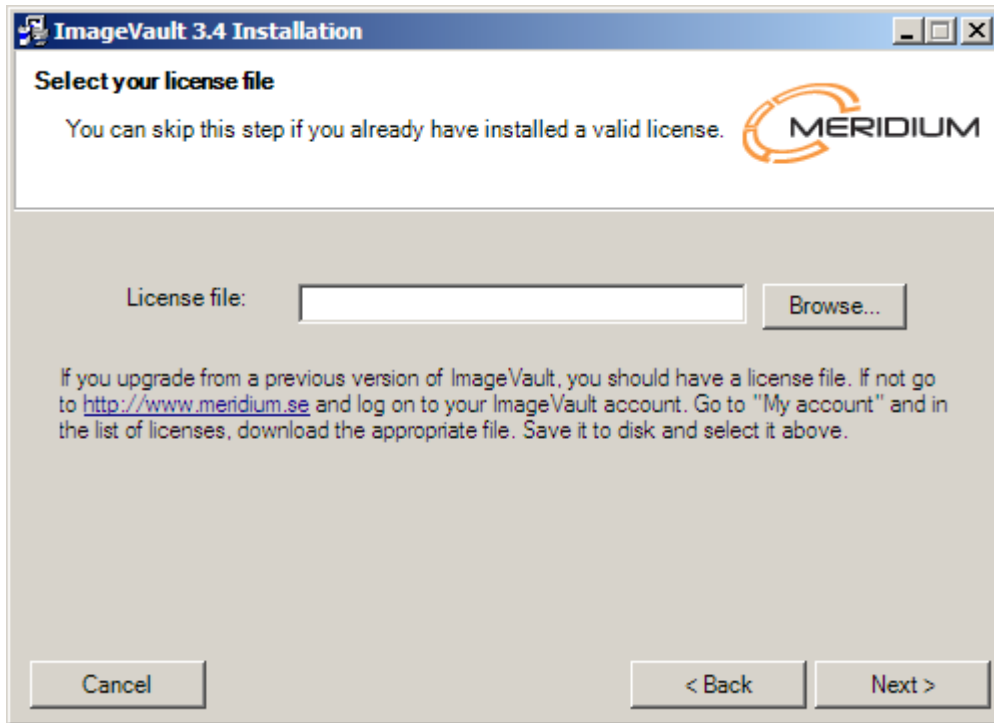 ImageVault 3.4 Installation
Select your license file
You can skip this step if you already have installed a valid license.
MERIDIUM
License file:
Browse...
If you upgrade from a previous version of ImageVault, you should have a license file. If not go
to http://www.meridium.se and log on to your ImageVault account. Go to "My account" and in
the list of licenses, download the appropriate file. Save it to disk and select it above.
Cancel
< Back
Next >